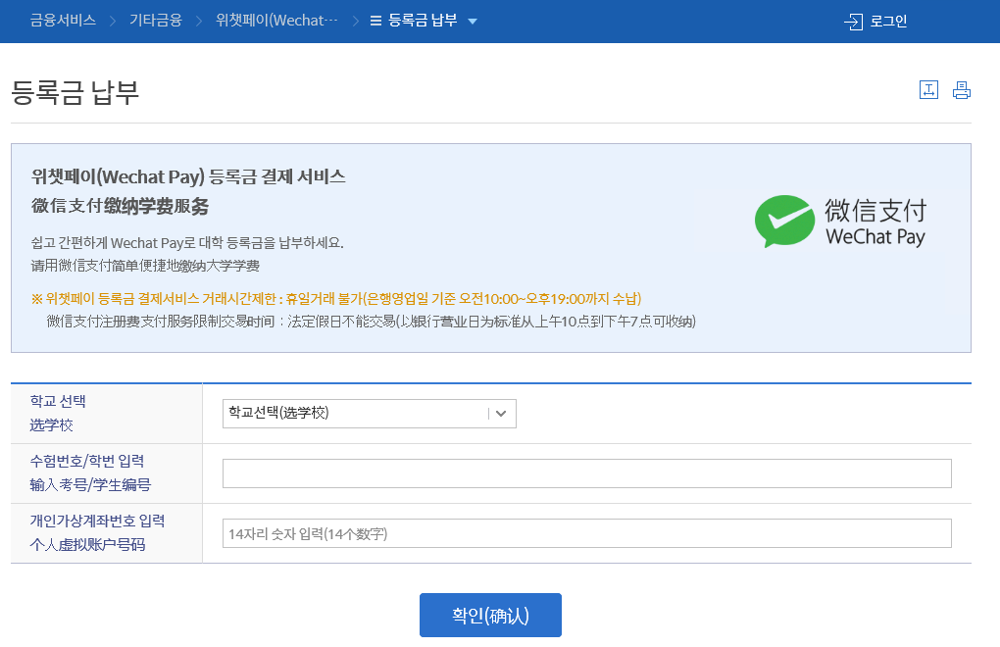 금융서비스 > 기타금융 > 위챗페이(Wechat··· > 등록금 납부
로그인
등록금 납부
위챗페이(Wechat Pay) 등록금 결제 서비스
微信支付缴纳学费服务
쉽고 간편하게 Wechat Pay로 대학 등록금을 납부하세요.
请用微信支付简单便捷地缴纳大学学费
微信支付
WeChat Pay
※ 위챗페이 등록금 결제서비스 거래시간제한 : 휴일거래 불가(은행영업일 기준 오전10:00~오후19:00까지 수납)
微信支付注册费支付服务限制交易时间 : 法定假日不能交易(以银行营业日为标准从上午10点到下午7点可收纳)
학교 선택
选学校
학교선택(选学校)
수험번호/학번 입력
输入考号/学生编号
개인가상계좌번호 입력
个人虚拟账户号码
14자리 숫자 입력(14个数字)
확인(确认)